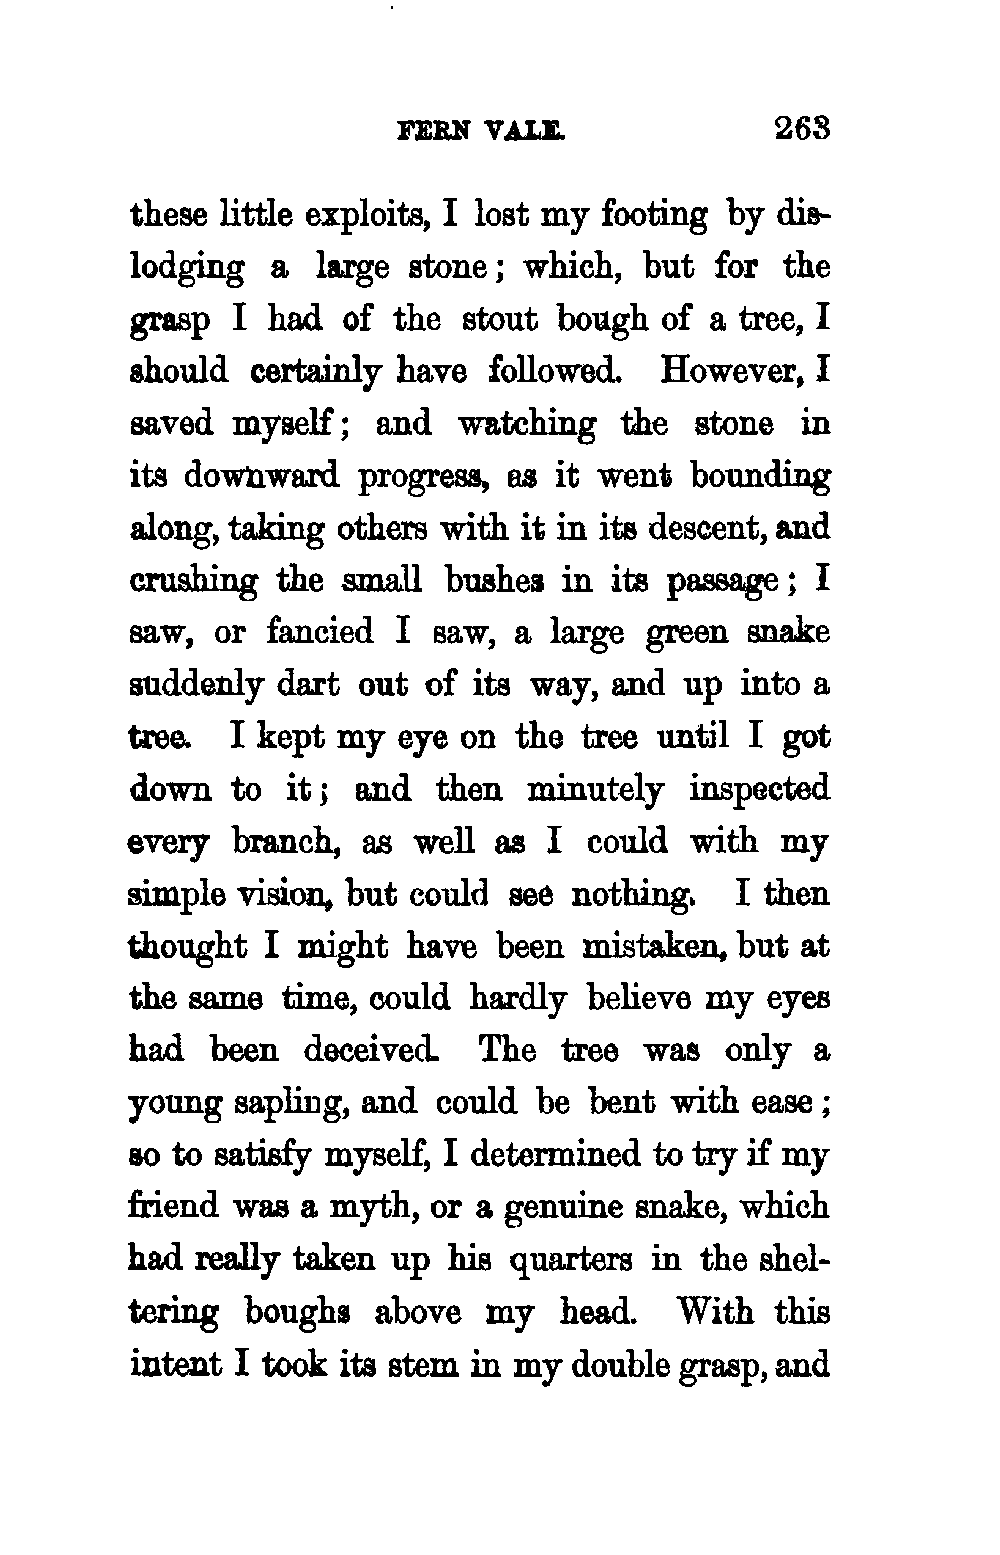 FERN VALE. 263
these little exploits, I lost my footing by dis-
lodging a large stone; which, but for the
grasp I had of the stout bough of a tree, I
should certainly have followed. However, I
saved myself; and watching the stone in
its downward progress, as it went bounding
along, taking others with it in its descent, and
crushing the small bushes in its passage; I
saw, or fancied I saw, a large green snake
suddenly dart out of its way, and up into a
tree. I kept my eye on the tree until I got
down to it; and then minutely inspected
every branch, as well as I could with my
simple vision, but could see nothing. I then
thought I might have been mistaken, but at
the same time, could hardly believe my eyes
had been deceived. The tree was only a
young sapling, and could be bent with ease;
so to satisfy myself, I determined to try if my
friend was a myth, or a genuine snake, which
had really taken up his quarters in the shel-
tering boughs above my head. With this
intent I took its stem in my double grasp, and